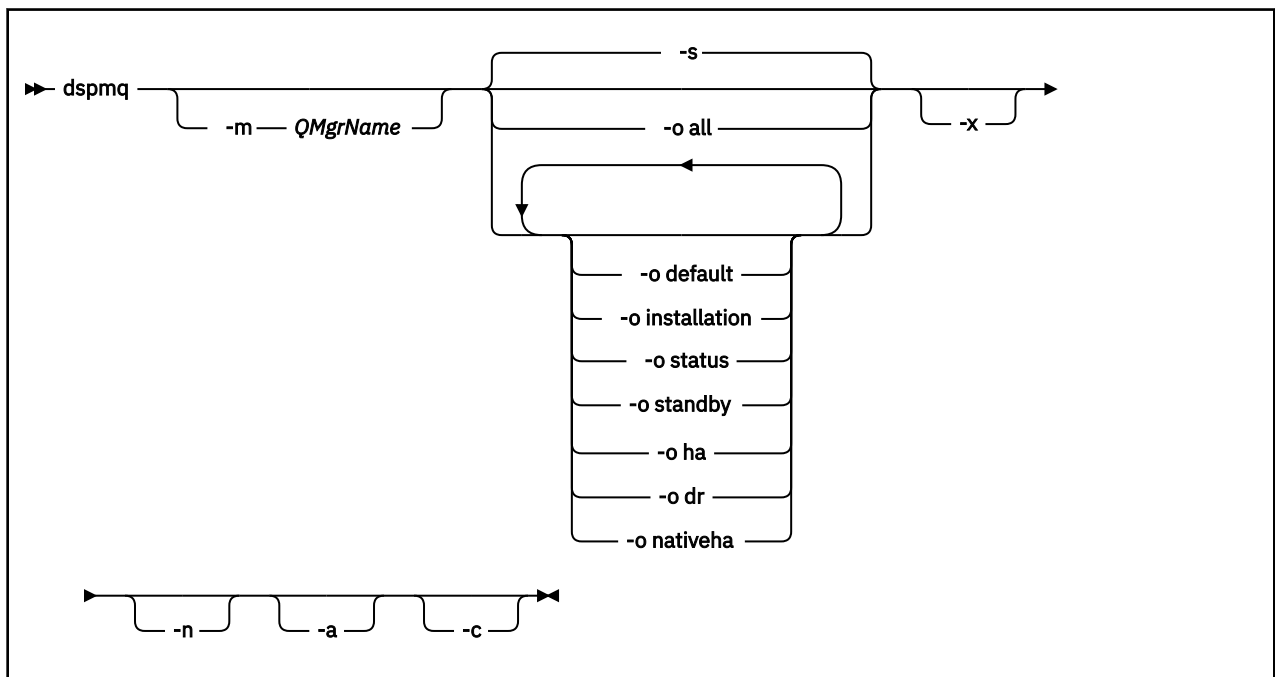 -s
dspmq
-m QMgrName
-o all
-x
-o default
-o installation
-o status
-o standby
-o ha
-o dr
-o nativeha
-n -a -c